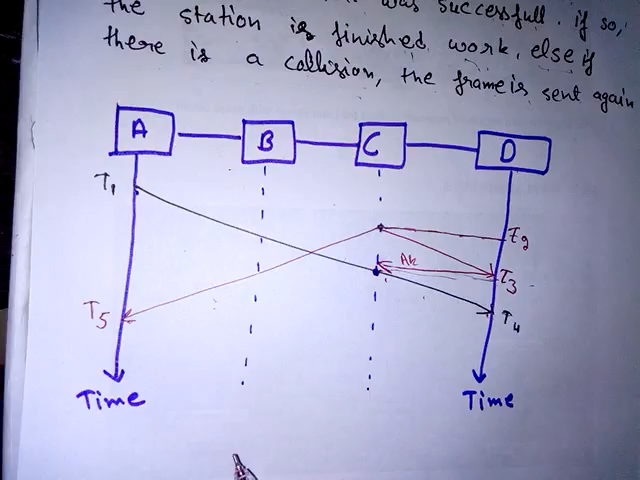 the was successfull. if so,
the station is finished work, else if
there is a collision, the frame is sent again
A B C D
T1
t2
Ak
T3
T5
T4
Time Time